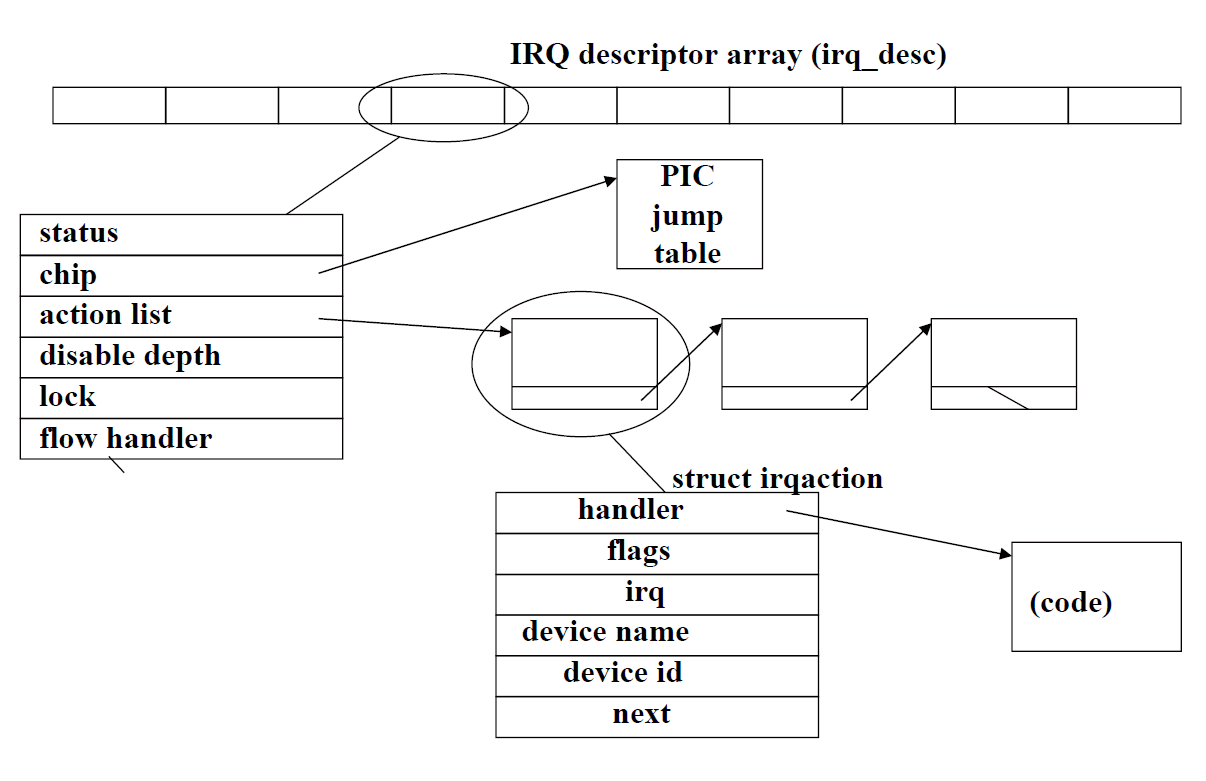 IRQ descriptor array (irq_desc)
PIC
jump
table
status
chip
action list
disable depth
lock
flow handler
struct irqaction
handler
flags
irq
device name
device id
next
(code)